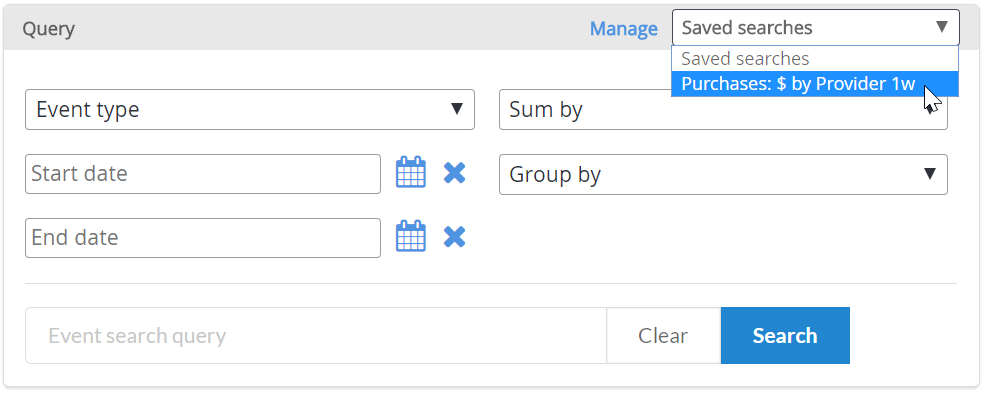 Query
Manage
Saved searches
Saved searches
Purchases: $ by Provider 1w
Event type
Sum by
Start date
Group by
End date
Event search query
Clear
Search